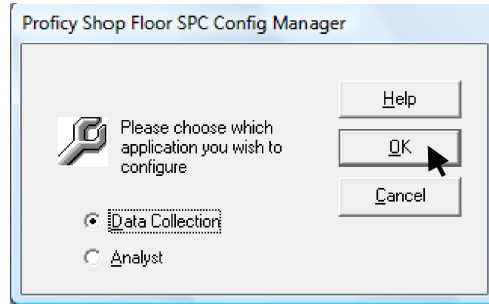 Proficy Shop Floor SPC Config Manager
Please choose which
application you wish to
configure
Data Collection
Analyst
Help
OK
Cancel